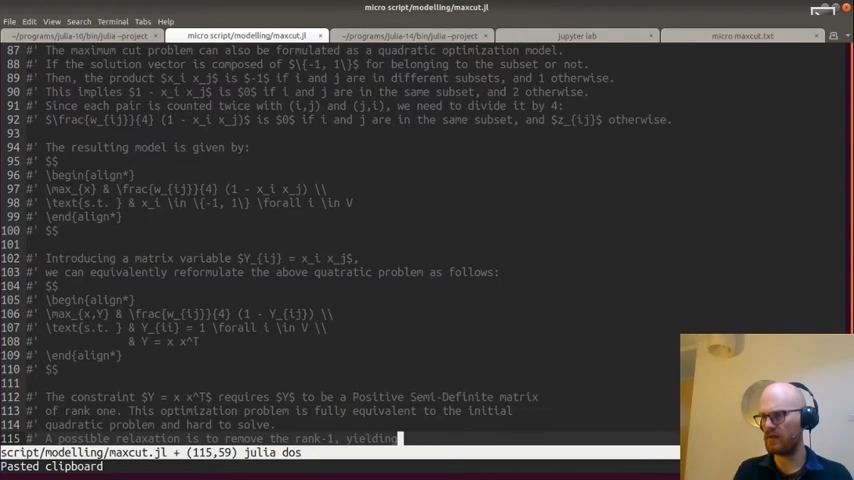 micro script/modelling/maxcut.jl
File Edit View Search Terminal Tabs Help
~/programs/julia-10/bin/julia –project × micro script/modelling/maxcut.jl × ~/programs/julia-14/bin/julia –project × jupyter lab × micro maxcut.txt ×
87 #' The maximum cut problem can also be formulated as a quadratic optimization model.
88 #' If the solution vector is composed of $\{-1, 1\}$ for belonging to the subset or not.
89 #' Then, the product $x_i x_j$ is $-1$ if i and j are in different subsets, and 1 otherwise.
90 #' This implies $1 - x_i x_j$ is $0$ if i and j are in the same subset, and 2 otherwise.
91 #' Since each pair is counted twice with (i,j) and (j,i), we need to divide it by 4:
92 #' $\frac{w_{ij}}{4} (1 - x_i x_j)$ is $0$ if i and j are in the same subset, and $z_{ij}$ otherwise.
93
94 #' The resulting model is given by:
95 #' $$
96 #' \begin{align*}
97 #' \max_{x} & \frac{w_{ij}}{4} (1 - x_i x_j) \\
98 #' \text{s.t. } & x_i \in \{-1, 1\} \forall i \in V
99 #' \end{align*}
100 #' $$
101
102 #' Introducing a matrix variable $Y_{ij} = x_i x_j$,
103 #' we can equivalently reformulate the above quatratic problem as follows:
104 #' $$
105 #' \begin{align*}
106 #' \max_{x,Y} & \frac{w_{ij}}{4} (1 - Y_{ij}) \\
107 #' \text{s.t. } & Y_{ii} = 1 \forall i \in V \\
108 #' & Y = x x^T
109 #' \end{align*}
110 #' $$
111
112 #' The constraint $Y = x x^T$ requires $Y$ to be a Positive Semi-Definite matrix
113 #' of rank one. This optimization problem is fully equivalent to the initial
114 #' quadratic problem and hard to solve.
115 #' A possible relaxation is to remove the rank-1, yielding
script/modelling/maxcut.jl + (115,59) julia dos
Pasted clipboard